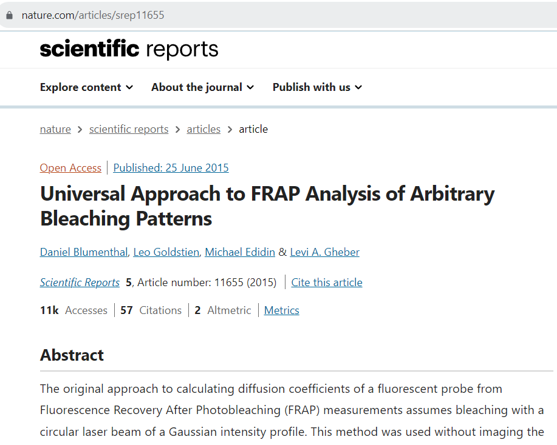 nature.com/articles/srep11655
scientific reports
Explore content About the journal Publish with us
nature > scientific reports > articles > article
Open Access | Published: 25 June 2015
Universal Approach to FRAP Analysis of Arbitrary
Bleaching Patterns
Daniel Blumenthal, Leo Goldstien, Michael Edidin & Levi A. Gheber
Scientific Reports 5, Article number: 11655 (2015) | Cite this article
11k Accesses | 57 Citations | 2 Altmetric | Metrics
Abstract
The original approach to calculating diffusion coefficients of a fluorescent probe from
Fluorescence Recovery After Photobleaching (FRAP) measurements assumes bleaching with a
circular laser beam of a Gaussian intensity profile. This method was used without imaging the